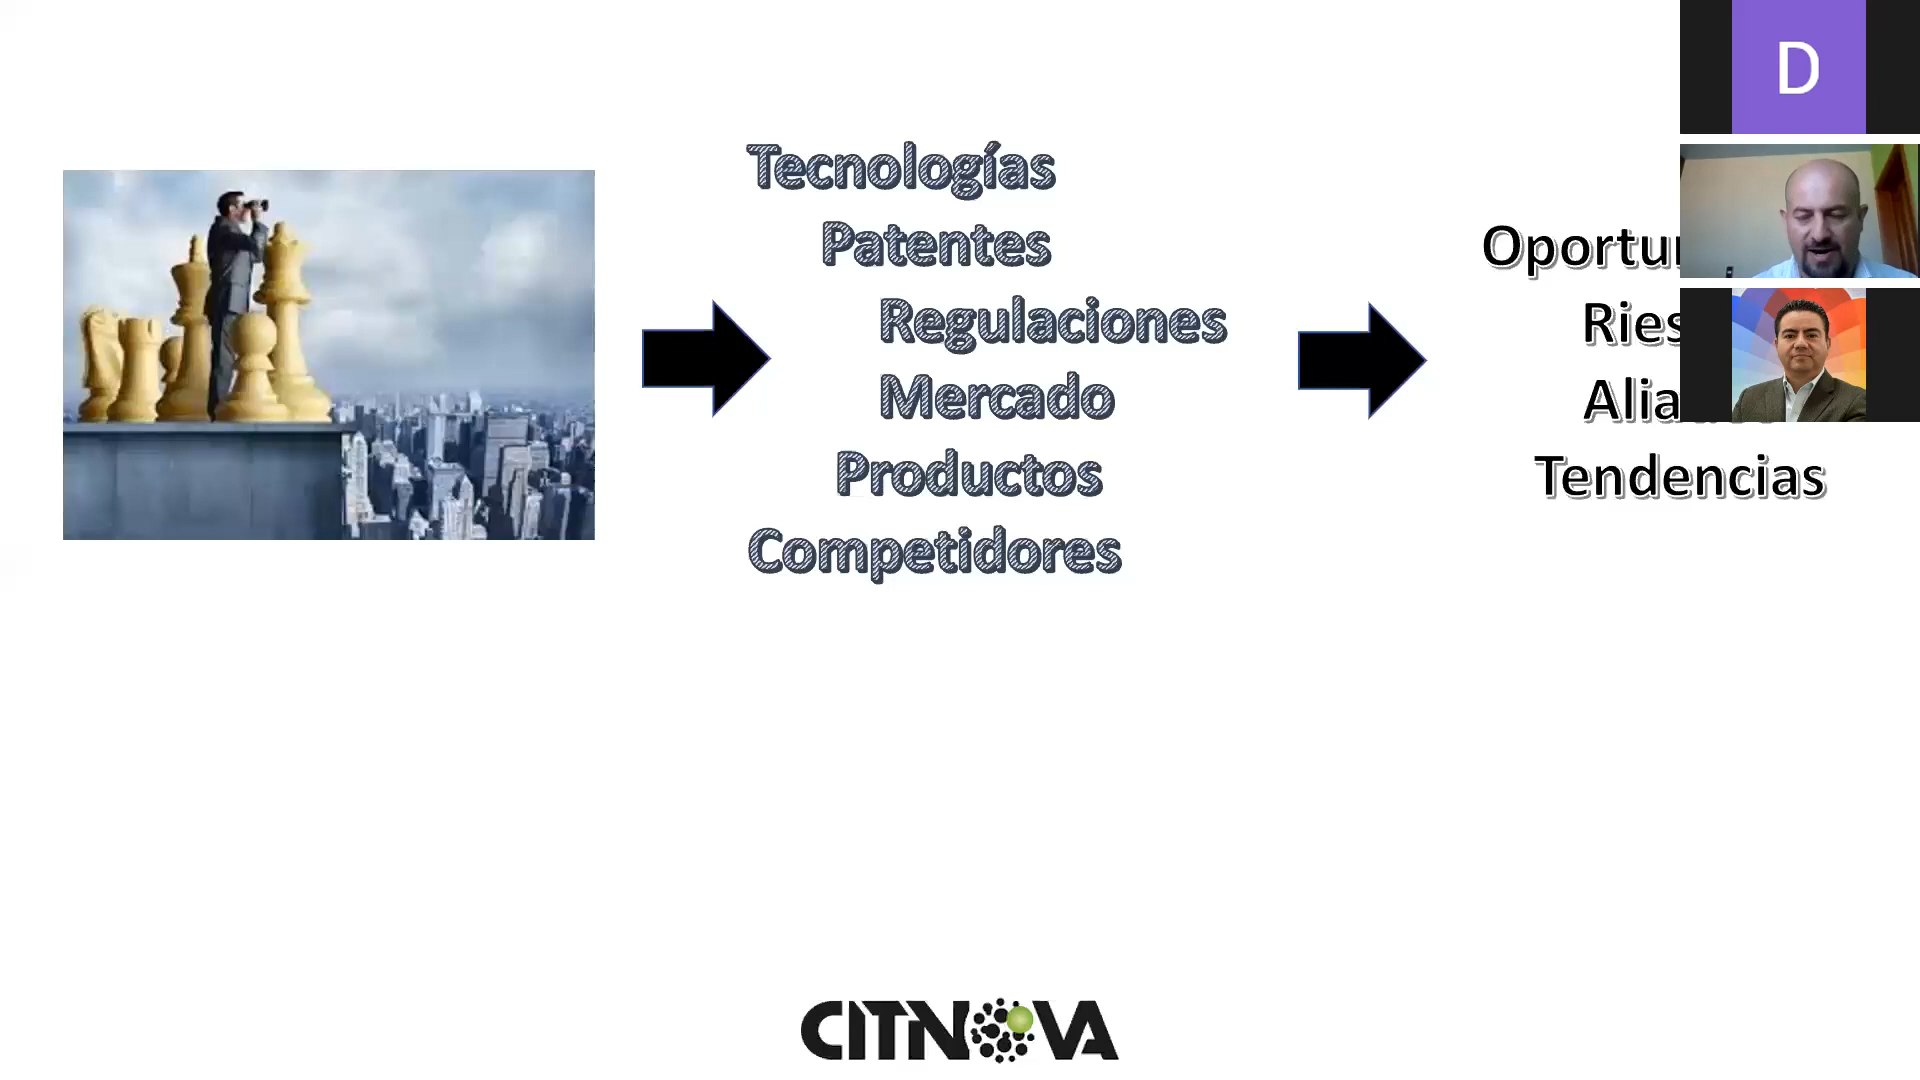 D
Tecnologías
Patentes
Regulaciones
Mercado
Productos
Competidores
Tendencias
CITNOVA